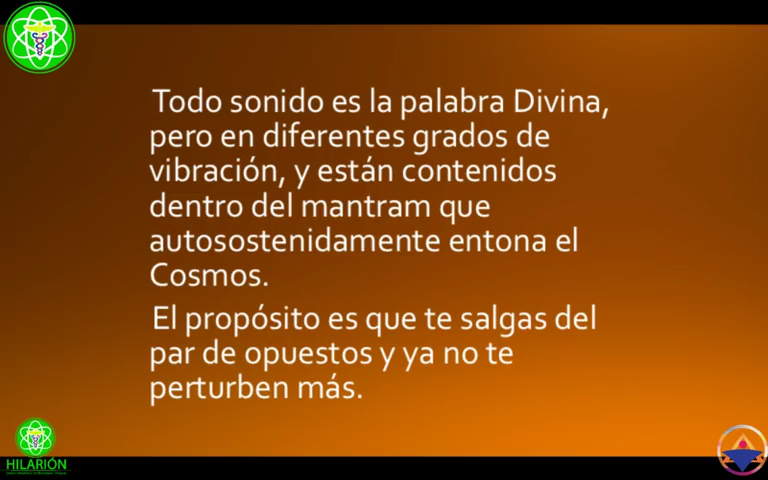 Todo sonido es la palabra Divina,
pero en diferentes grados de
vibración, y están contenidos
dentro del mantram que
autosostenidamente entona el
Cosmos.
El propósito es que te salgas del
par de opuestos y ya no te
perturben más.
HILARIÓN